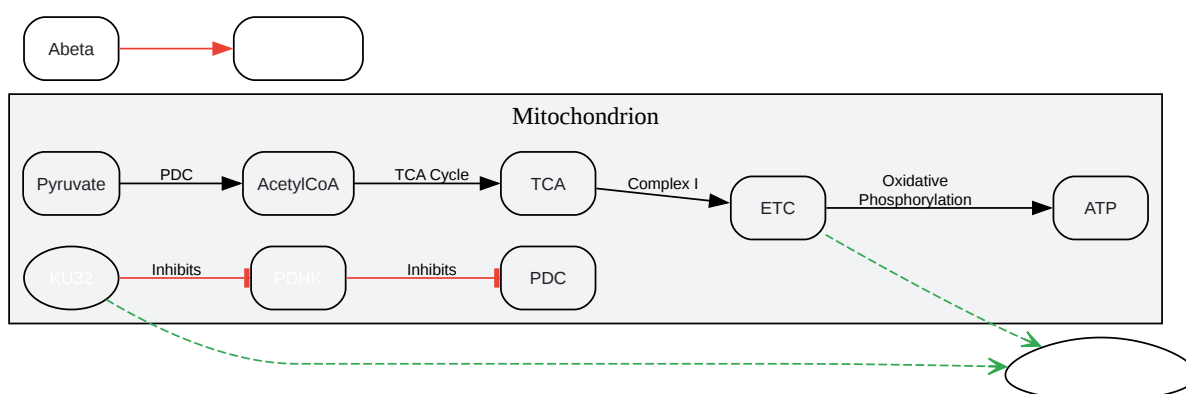 Abeta
Mitochondrion
Pyruvate
PDC
AcetylCoA
TCA Cycle
TCA
Complex I
ETC
Oxidative
Phosphorylation
ATP
KU32
Inhibits
PDHK
Inhibits
PDC